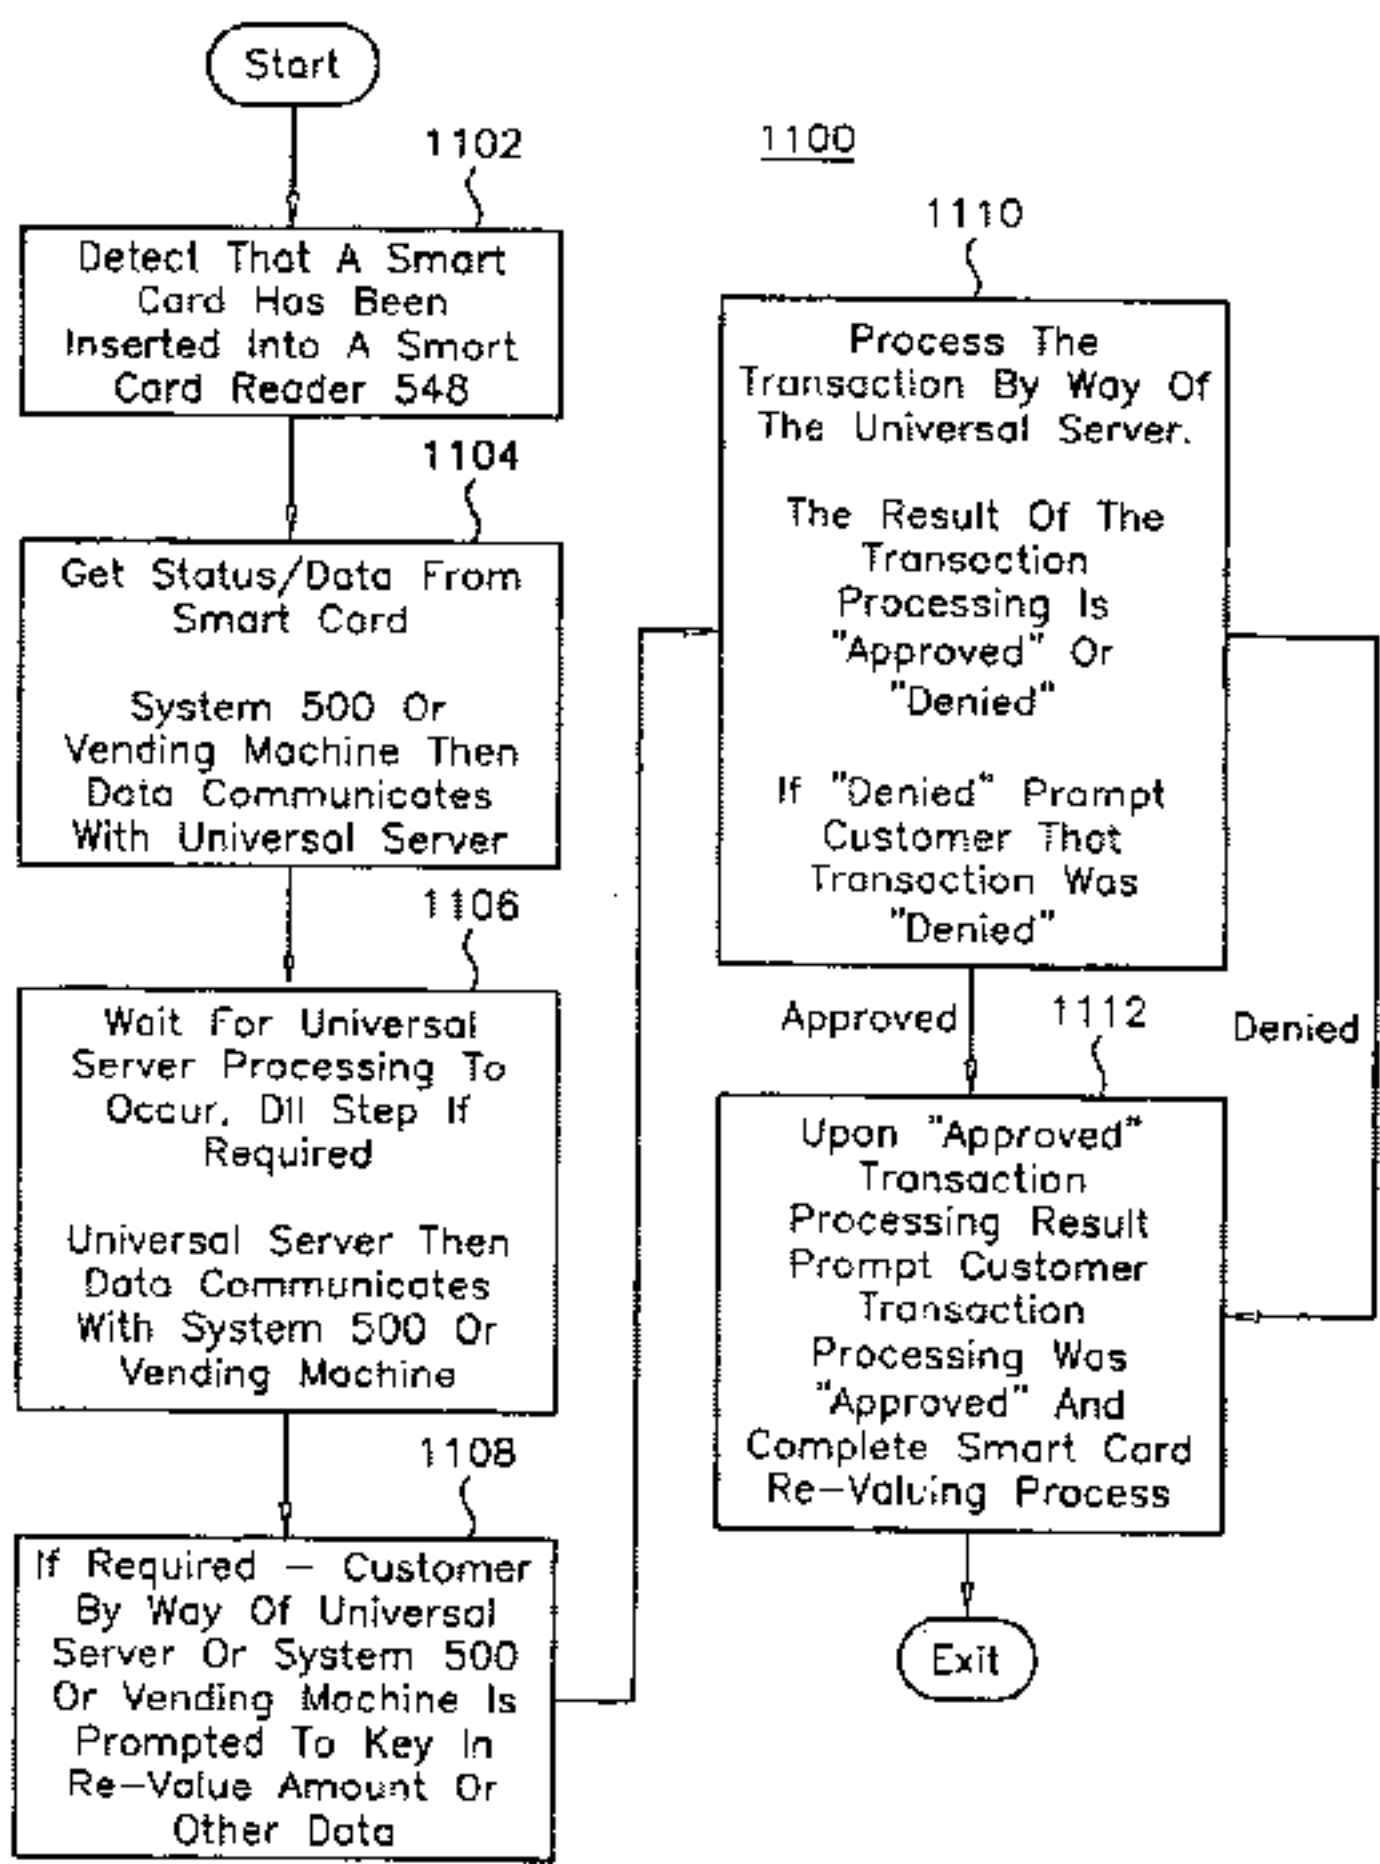 Start
1102
Detect That A Smart
Card Has Been
Inserted Into A Smart
Card Reader 548
1104
Get Status/Data From
Smart Card
System 500 Or
Vending Machine Then
Data Communicates
With Universal Server
1106
Wait For Universal
Server Processing To
Occur. Dll Step If
Required
Universal Server Then
Data Communicates
With System 500 Or
Vending Machine
1108
If Required – Customer
By Way Of Universal
Server Or System 500
Or Vending Machine Is
Prompted To Key In
Re-Value Amount Or
Other Data
1100
1110
Process The
Transaction By Way Of
The Universal Server.
The Result Of The
Transaction
Processing Is
"Approved" Or
"Denied"
If "Denied" Prompt
Customer That
Transaction Was
"Denied"
Approved
1112
Denied
Upon "Approved"
Transaction
Processing Result
Prompt Customer
Transaction
Processing Was
"Approved" And
Complete Smart Card
Re-Valuing Process
Exit